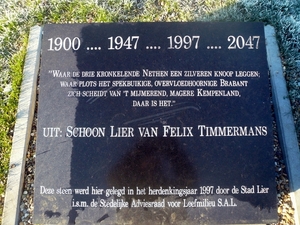 1900 .... 1947 .... 1997 .... 2047
"WAAR DE DRIE KRONKELENDE NETHEN EEN ZILVEREN KNOOP LEGGEN;
WAAR PLOTS HET SPEKBUIKIGE, OVERVLOEDHOORNIGE BRABANT
ZICH SCHEIDT VAN 'T MIJMEREND, MAGERE KEMPENLAND,
DAAR IS HET."
UIT: SCHOON LIER VAN FELIX TIMMERMANS
Deze steen werd hier gelegd in het herdenkingsjaar 1997 door de Stad Lier
i.s.m. de Stedelijke Adviesraad voor Leefmilieu S.A.L.